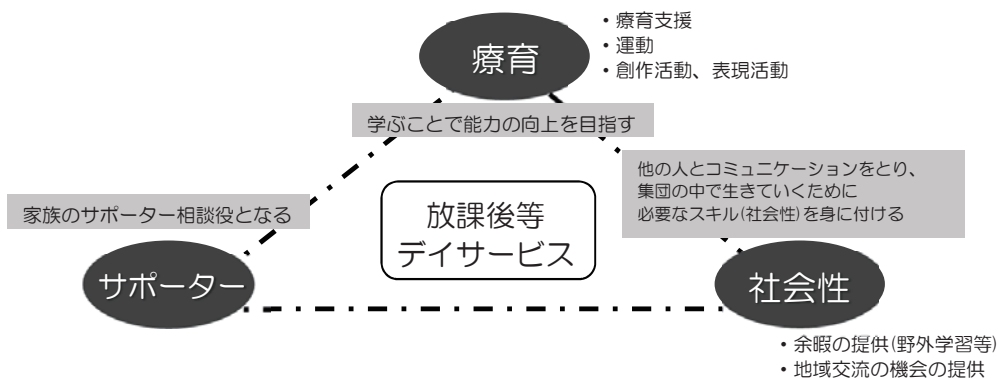 療育
・療育支援
・運動
・創作活動、表現活動
学ぶことで能力の向上を目指す
他の人とコミュニケーションをとり、
集団の中で生きていくために
必要なスキル(社会性)を身に付ける
家族のサポーター相談役となる
放課後等
デイサービス
サポーター
社会性
・余暇の提供(野外学習等)
・地域交流の機会の提供